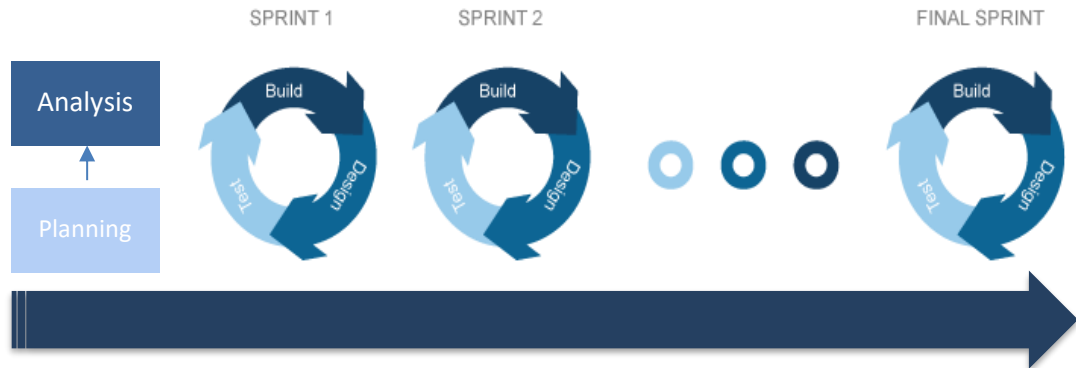 SPRINT 1
SPRINT 2
FINAL SPRINT
Analysis
Planning
Build
Design
Test
Build
Design
Test
Build
Design
Test